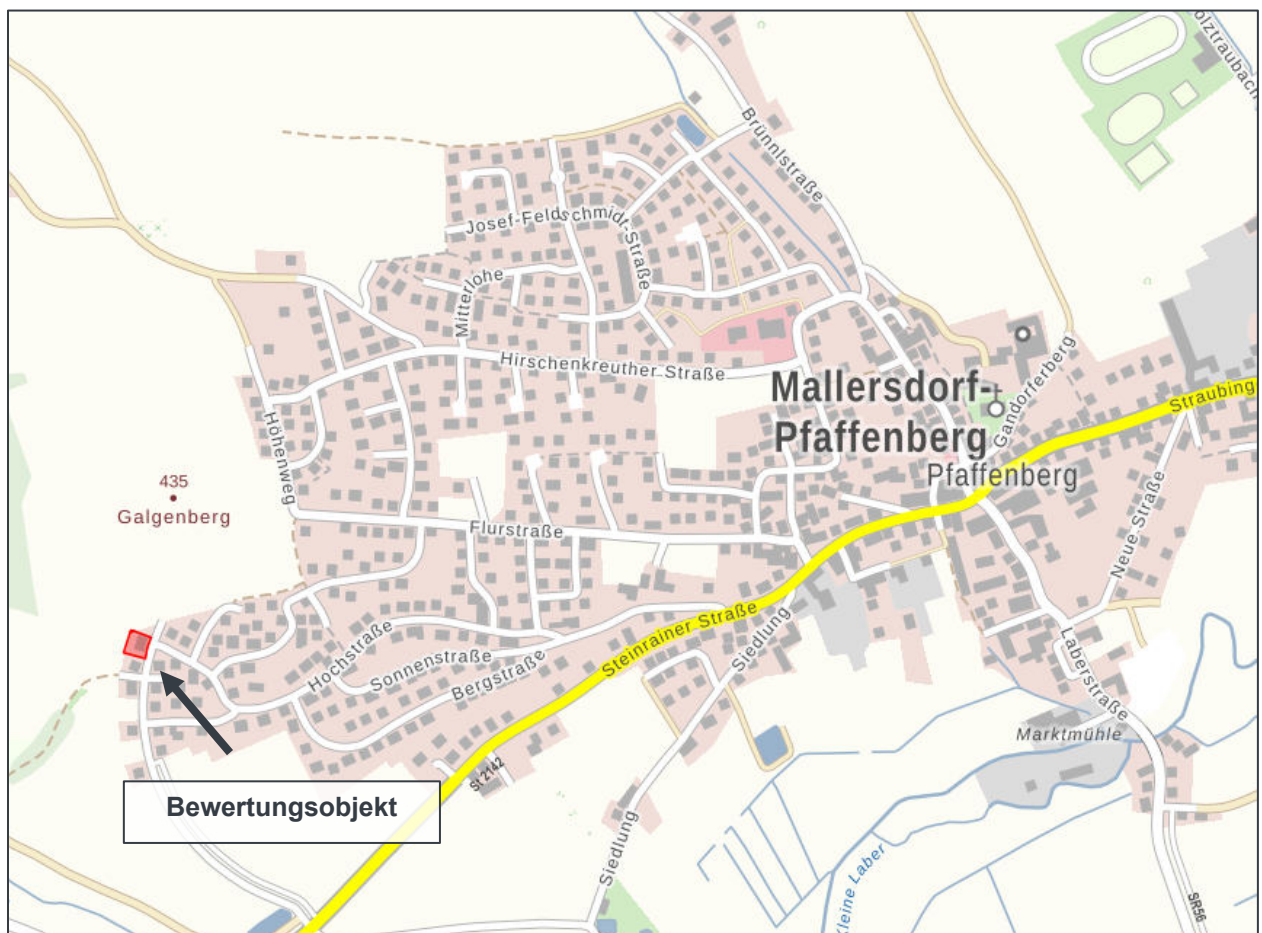 olztraubach
Brünnlstraße
Josef-Feldschmidt-Straße
Mitterlohe
Hirschenkreuther Straße
Mallersdorf-
Pfaffenberg
Pfaffenberg
Gandorferberg
Straubing
Höhenweg
435
Galgenberg
Flurstraße
Neue-Straße
Steinrainer Straße
Siedlung
Laberstraße
Hochstraße
Sonnenstraße
Bergstraße
Marktmühle
St 2142
Bewertungsobjekt
Siedlung
Kleine Laber
SR56